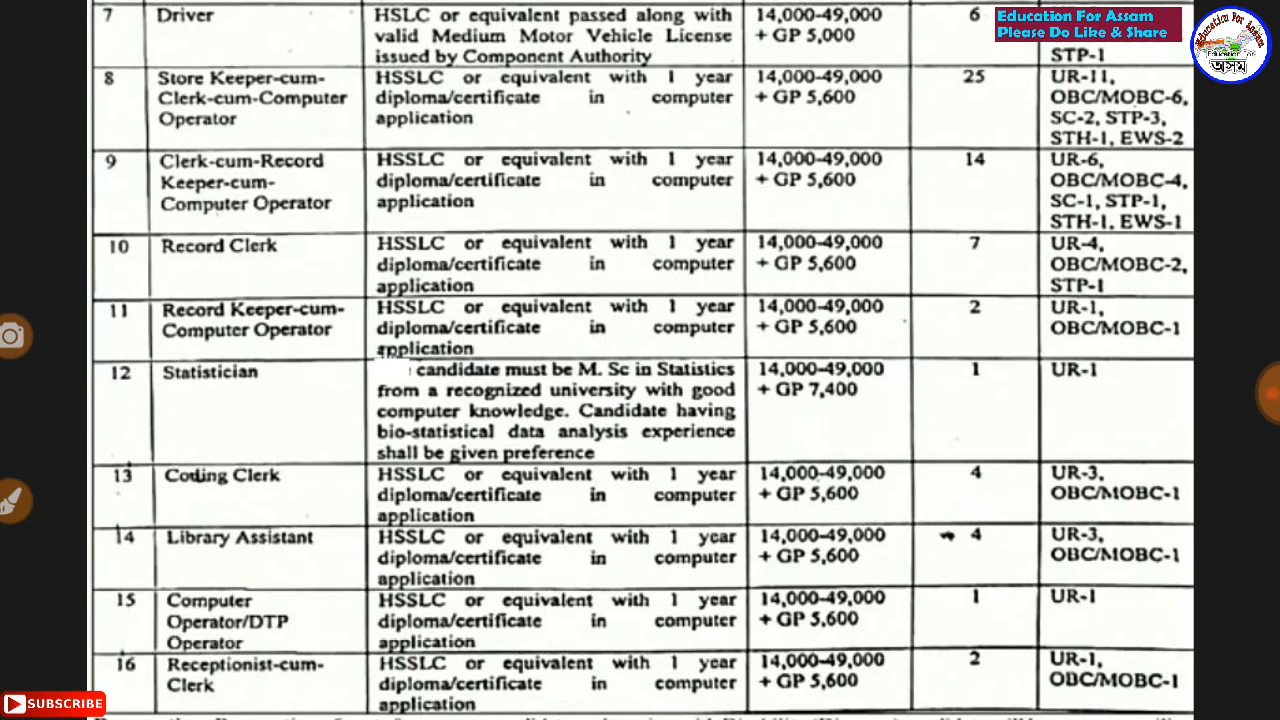 7 Driver HSLC or equivalent passed along with 14,000-49,000 6
valid Medium Motor Vehicle License + GP 5,000
issued by Component Authority STP-1
Education For Assam
Please Do Like & Share
Education For Assam
Education For
অসম
8 Store Keeper-cum- HSSLC or equivalent with 1 year 14,000-49,000 25 UR-11,
Clerk-cum-Computer diploma/certificate in computer + GP 5,600 OBC/MOBC-6,
Operator application SC-2, STP-3,
STH-1, EWS-2
9 Clerk-cum-Record HSSLC or equivalent with 1 year 14,000-49,000 14 UR-6,
Keeper-cum- diploma/certificate in computer + GP 5,600 OBC/MOBC-4,
Computer Operator application SC-1, STP-1,
STH-1, EWS-1
10 Record Clerk HSSLC or equivalent with 1 year 14,000-49,000 7 UR-4,
diploma/certificate in computer + GP 5,600 OBC/MOBC-2,
application STP-1
11 Record Keeper-cum- HSSLC or equivalent with 1 year 14,000-49,000 2 UR-1,
Computer Operator diploma/certificate in computer + GP 5,600 OBC/MOBC-1
application
12 Statistician candidate must be M. Sc in Statistics 14,000-49,000 1 UR-1
from a recognized university with good + GP 7,400
computer knowledge. Candidate having
bio-statistical data analysis experience
shall be given preference
13 Coding Clerk HSSLC or equivalent with 1 year 14,000-49,000 4 UR-3,
diploma/certificate in computer + GP 5,600 OBC/MOBC-1
application
14 Library Assistant HSSLC or equivalent with 1 year 14,000-49,000 4 UR-3,
diploma/certificate in computer + GP 5,600 OBC/MOBC-1
application
15 Computer HSSLC or equivalent with 1 year 14,000-49,000 1 UR-1
Operator/DTP diploma/certificate in computer + GP 5,600
Operator application
16 Receptionist-cum- HSSLC or equivalent with 1 year 14,000-49,000 2 UR-1,
Clerk diploma/certificate in computer + GP 5,600 OBC/MOBC-1
application
SUBSCRIBE